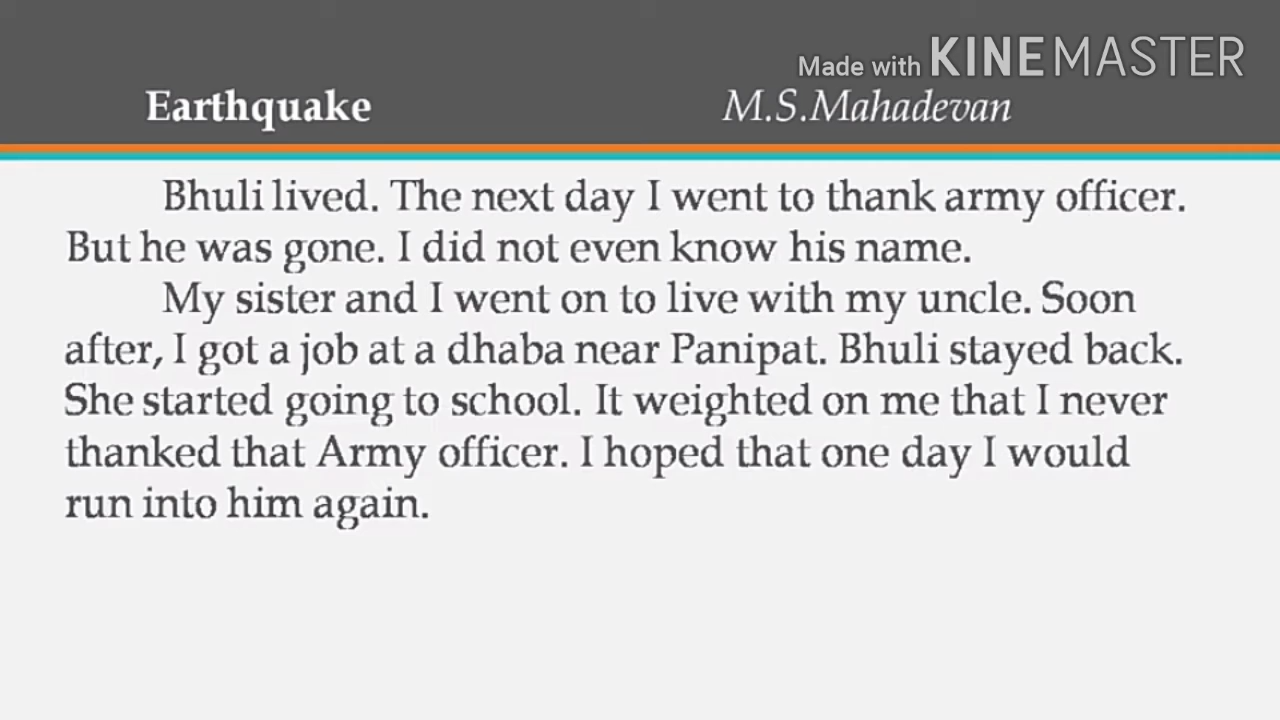 Made with KINEMASTER
Earthquake M.S.Mahadevan
Bhuli lived. The next day I went to thank army officer.
But he was gone. I did not even know his name.
My sister and I went on to live with my uncle. Soon
after, I got a job at a dhaba near Panipat. Bhuli stayed back.
She started going to school. It weighted on me that I never
thanked that Army officer. I hoped that one day I would
run into him again.